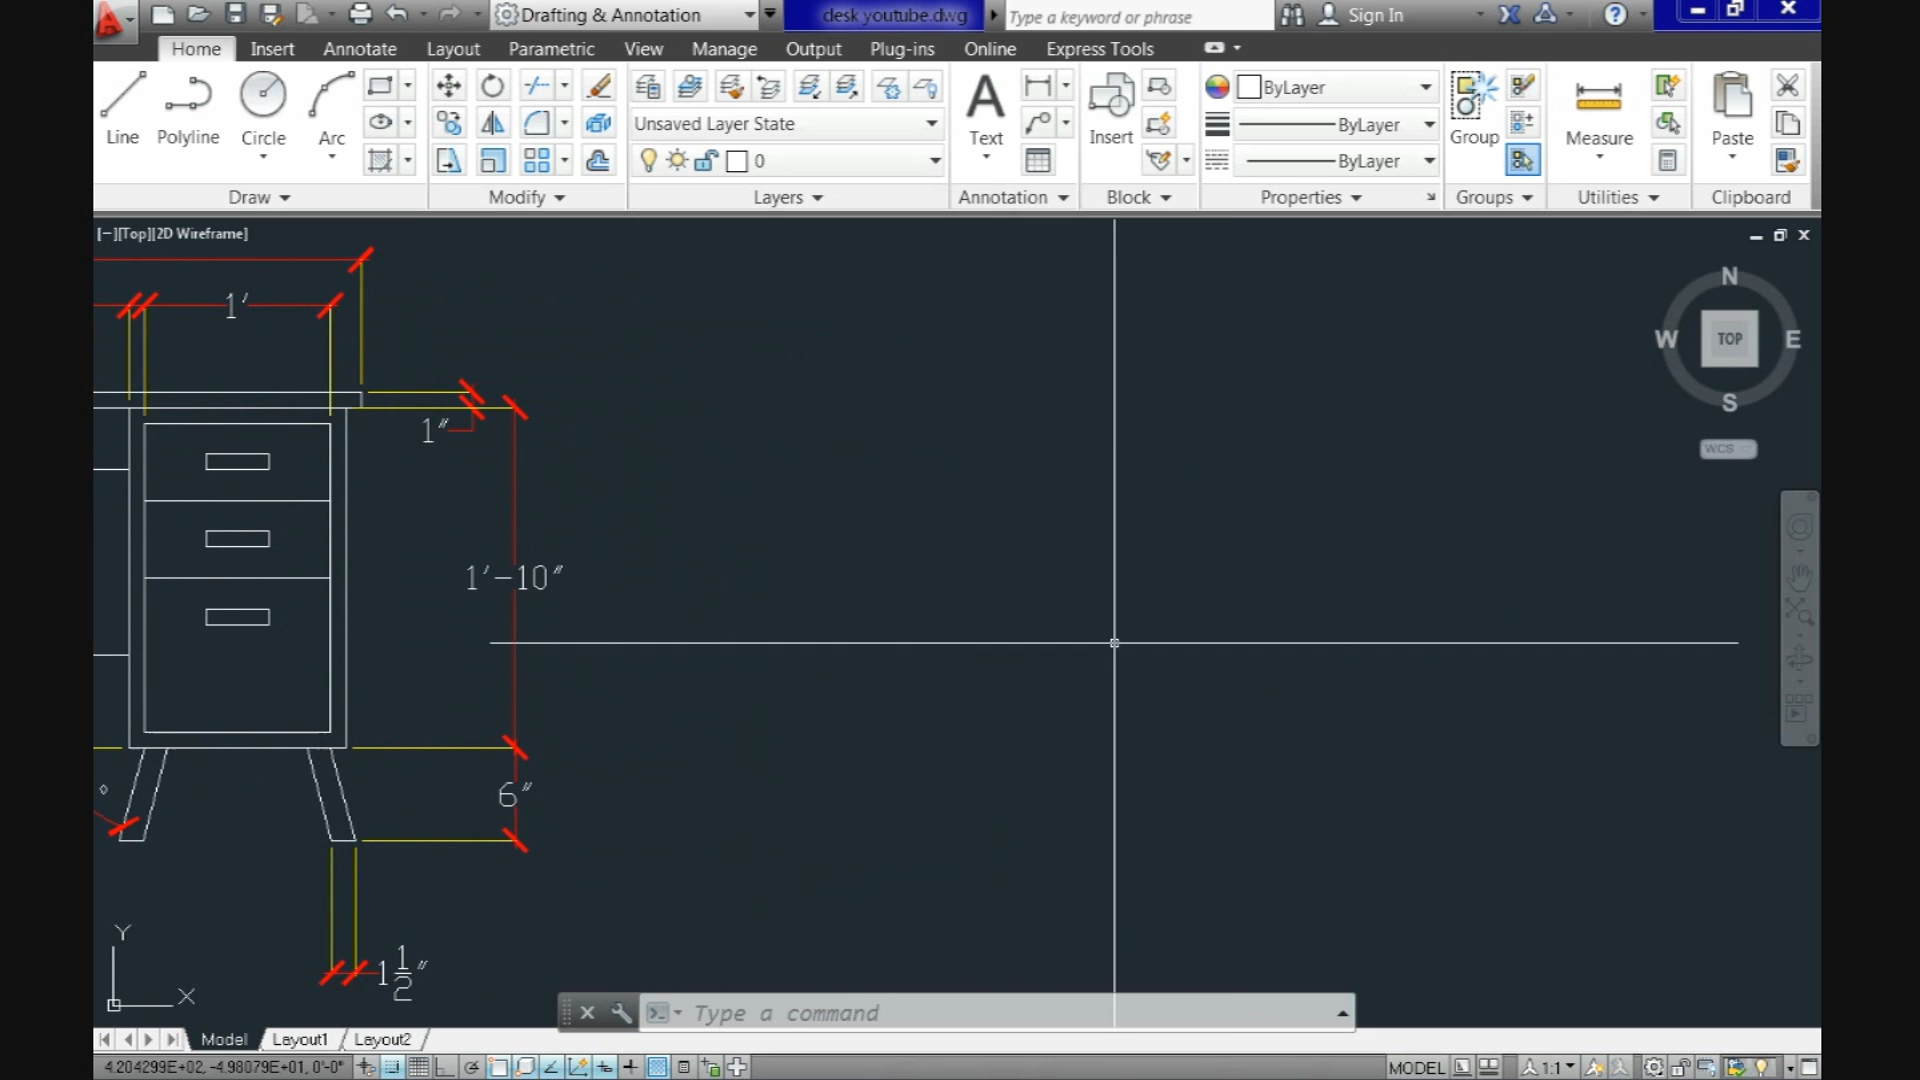 Drafting & Annotation desk youtube.dwg Type a keyword or phrase Sign In
Home Insert Annotate Layout Parametric View Manage Output Plug-ins Online Express Tools
Line Polyline Circle Arc
Unsaved Layer State
0
Text
Insert
ByLayer
ByLayer
ByLayer
Group
Measure
Paste
Draw Modify Layers Annotation Block Properties Groups Utilities Clipboard
[−][Top][2D Wireframe]
N
W TOP E
S
WCS
1'
1"
1'-10"
6"
1 1/2"
Y
X
Type a command
Model Layout1 Layout2
4.204299E+02, -4.98079E+01, 0'-0" MODEL 1:1